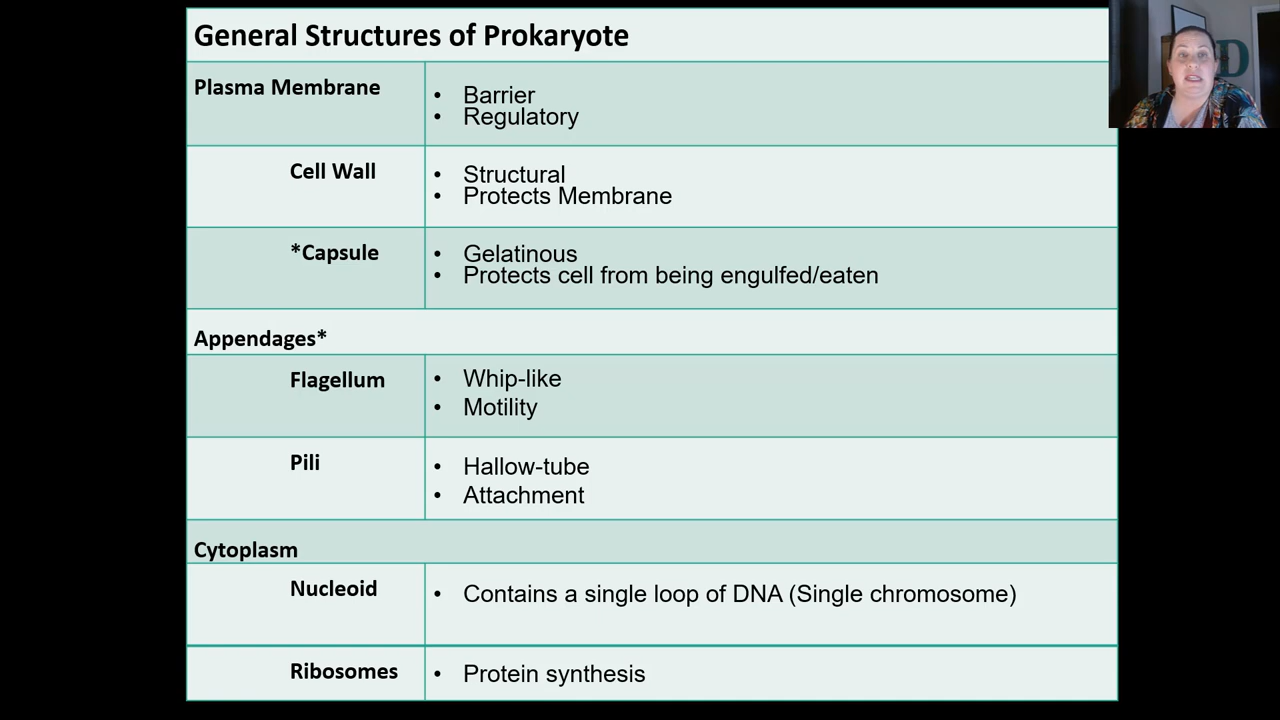 General Structures of Prokaryote
Plasma Membrane
• Barrier
• Regulatory
Cell Wall
• Structural
• Protects Membrane
*Capsule
• Gelatinous
• Protects cell from being engulfed/eaten
Appendages*
Flagellum
• Whip-like
• Motility
Pili
• Hallow-tube
• Attachment
Cytoplasm
Nucleoid
• Contains a single loop of DNA (Single chromosome)
Ribosomes
• Protein synthesis
D